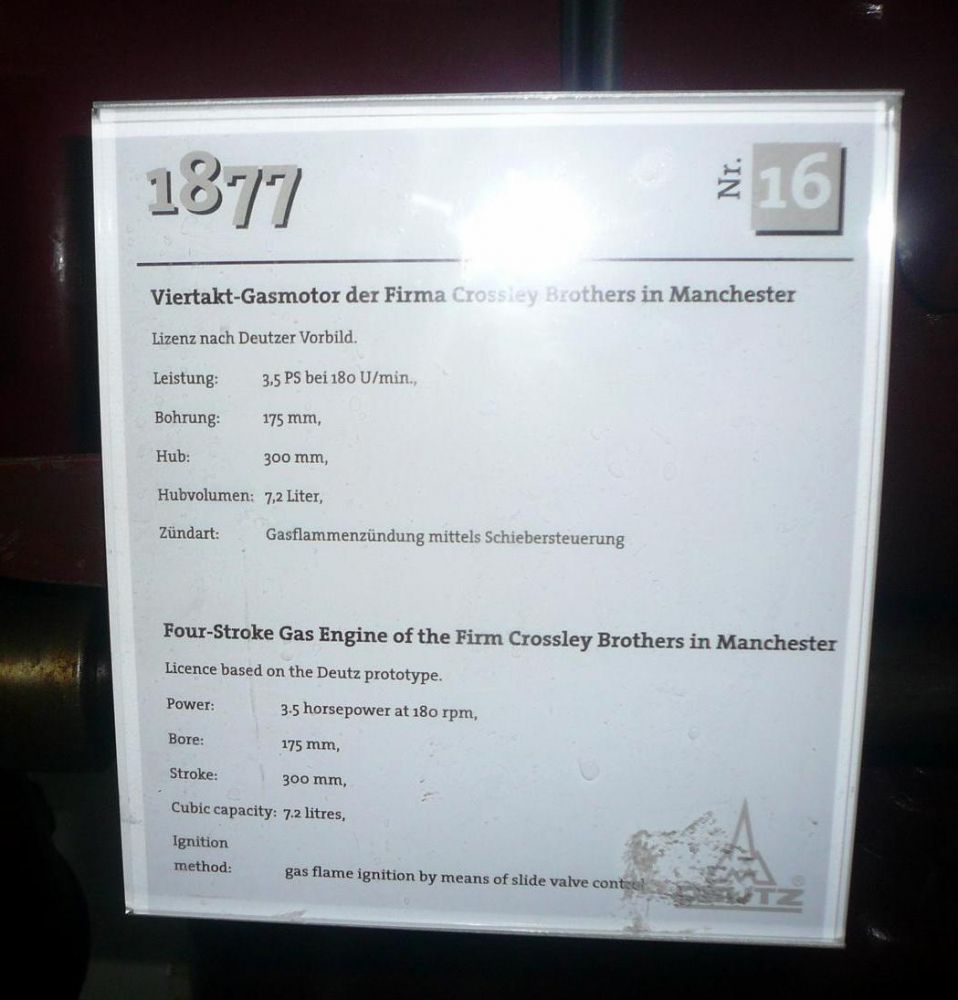 1877
Nr. 16
Viertakt-Gasmotor der Firma Crossley Brothers in Manchester
Lizenz nach Deutzer Vorbild.
Leistung: 3,5 PS bei 180 U/min.,
Bohrung: 175 mm,
Hub: 300 mm,
Hubvolumen: 7,2 Liter,
Zündart: Gasflammenzündung mittels Schiebersteuerung
Four-Stroke Gas Engine of the Firm Crossley Brothers in Manchester
Licence based on the Deutz prototype.
Power: 3.5 horsepower at 180 rpm,
Bore: 175 mm,
Stroke: 300 mm,
Cubic capacity: 7.2 litres,
Ignition
method: gas flame ignition by means of slide valve control
DEUTZ ®